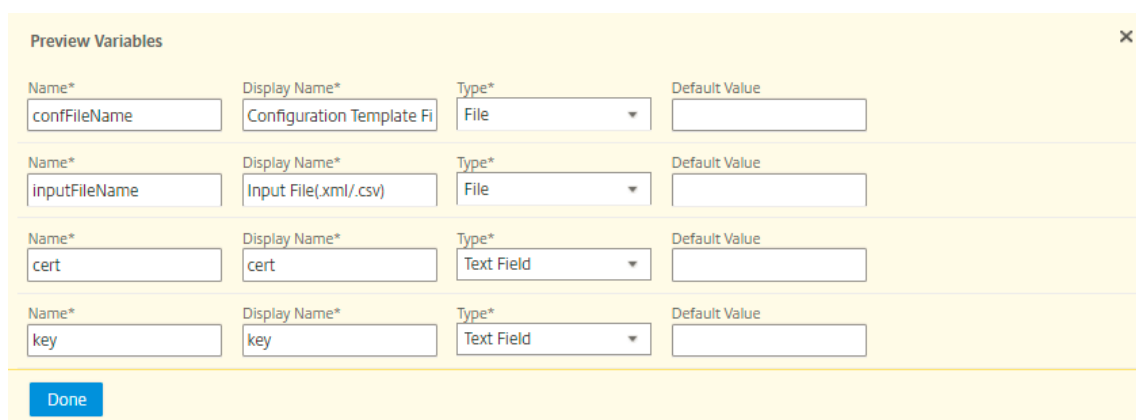 Preview Variables ×
Name* Display Name* Type* Default Value
confFileName Configuration Template Fi File
Name* Display Name* Type* Default Value
inputFileName Input File(.xml/.csv) File
Name* Display Name* Type* Default Value
cert cert Text Field
Name* Display Name* Type* Default Value
key key Text Field
Done